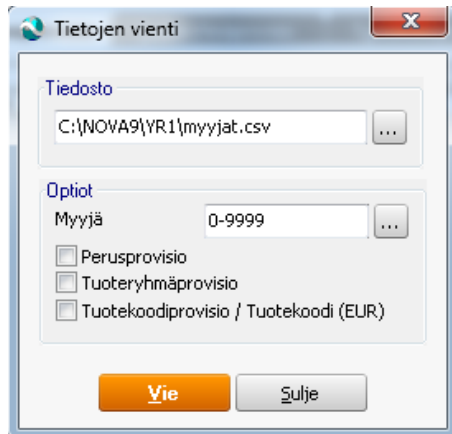 Tietojen vienti
Tiedosto
C:\NOVA9\YR1\myyjat.csv
...
Optiot
Myyjä 0-9999 ...
Perusprovisio
Tuoteryhmäprovisio
Tuotekoodiprovisio / Tuotekoodi (EUR)
Vie Sulje